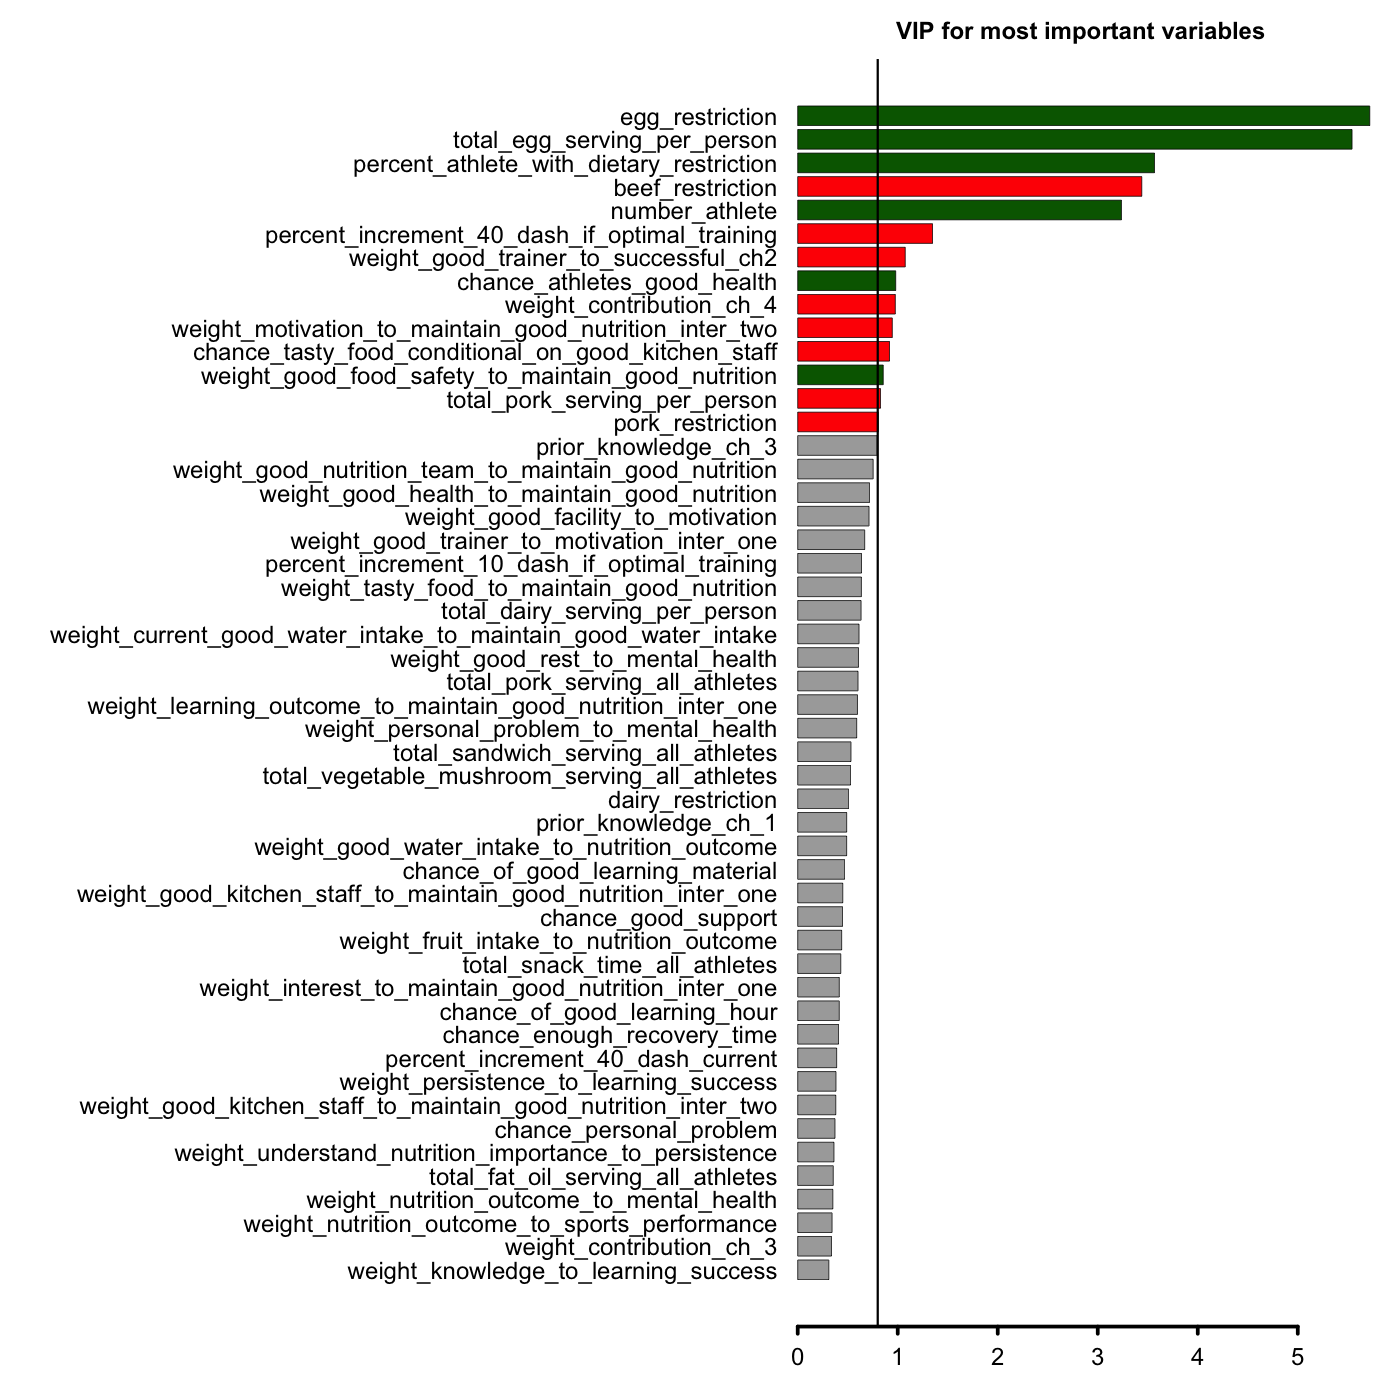 VIP for most important variables
egg_restriction
total_egg_serving_per_person
percent_athlete_with_dietary_restriction
beef_restriction
number_athlete
percent_increment_40_dash_if_optimal_training
weight_good_trainer_to_successful_ch2
chance_athletes_good_health
weight_contribution_ch_4
weight_motivation_to_maintain_good_nutrition_inter_two
chance_tasty_food_conditional_on_good_kitchen_staff
weight_good_food_safety_to_maintain_good_nutrition
total_pork_serving_per_person
pork_restriction
prior_knowledge_ch_3
weight_good_nutrition_team_to_maintain_good_nutrition
weight_good_health_to_maintain_good_nutrition
weight_good_facility_to_motivation
weight_good_trainer_to_motivation_inter_one
percent_increment_10_dash_if_optimal_training
weight_tasty_food_to_maintain_good_nutrition
total_dairy_serving_per_person
weight_current_good_water_intake_to_maintain_good_water_intake
weight_good_rest_to_mental_health
total_pork_serving_all_athletes
weight_learning_outcome_to_maintain_good_nutrition_inter_one
weight_personal_problem_to_mental_health
total_sandwich_serving_all_athletes
total_vegetable_mushroom_serving_all_athletes
dairy_restriction
prior_knowledge_ch_1
weight_good_water_intake_to_nutrition_outcome
chance_of_good_learning_material
weight_good_kitchen_staff_to_maintain_good_nutrition_inter_one
chance_good_support
weight_fruit_intake_to_nutrition_outcome
total_snack_time_all_athletes
weight_interest_to_maintain_good_nutrition_inter_one
chance_of_good_learning_hour
chance_enough_recovery_time
percent_increment_40_dash_current
weight_persistence_to_learning_success
weight_good_kitchen_staff_to_maintain_good_nutrition_inter_two
chance_personal_problem
weight_understand_nutrition_importance_to_persistence
total_fat_oil_serving_all_athletes
weight_nutrition_outcome_to_mental_health
weight_nutrition_outcome_to_sports_performance
weight_contribution_ch_3
weight_knowledge_to_learning_success
0 1 2 3 4 5